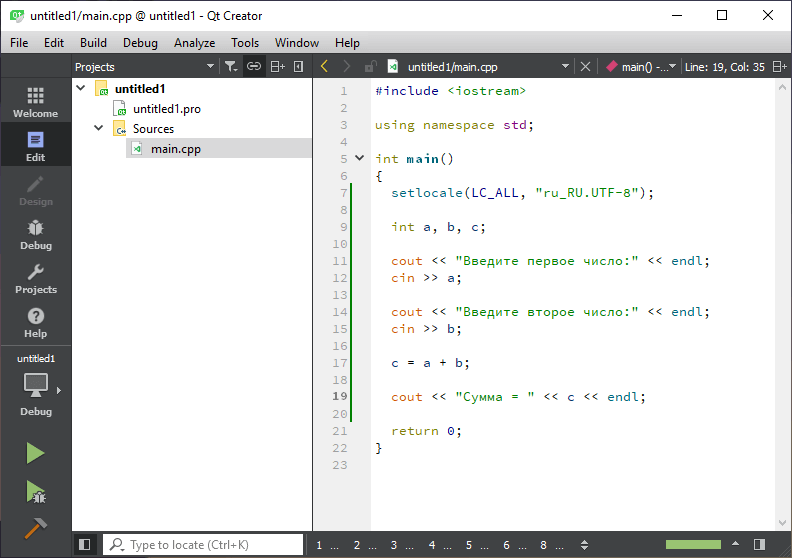 untitled1/main.cpp @ untitled1 - Qt Creator
File Edit Build Debug Analyze Tools Window Help
Projects
untitled1/main.cpp
main() -...
Line: 19, Col: 35
Welcome
Edit
Design
Debug
Projects
Help
untitled1
Debug
untitled1
untitled1.pro
Sources
main.cpp
1 #include <iostream>
2
3 using namespace std;
4
5 int main()
6 {
7 setlocale(LC_ALL, "ru_RU.UTF-8");
8
9 int a, b, c;
10
11 cout << "Введите первое число:" << endl;
12 cin >> a;
13
14 cout << "Введите второе число:" << endl;
15 cin >> b;
16
17 c = a + b;
18
19 cout << "Сумма = " << c << endl;
20
21 return 0;
22 }
23
Type to locate (Ctrl+K)
1 ... 2 ... 3 ... 4 ... 5 ... 6 ... 8 ...